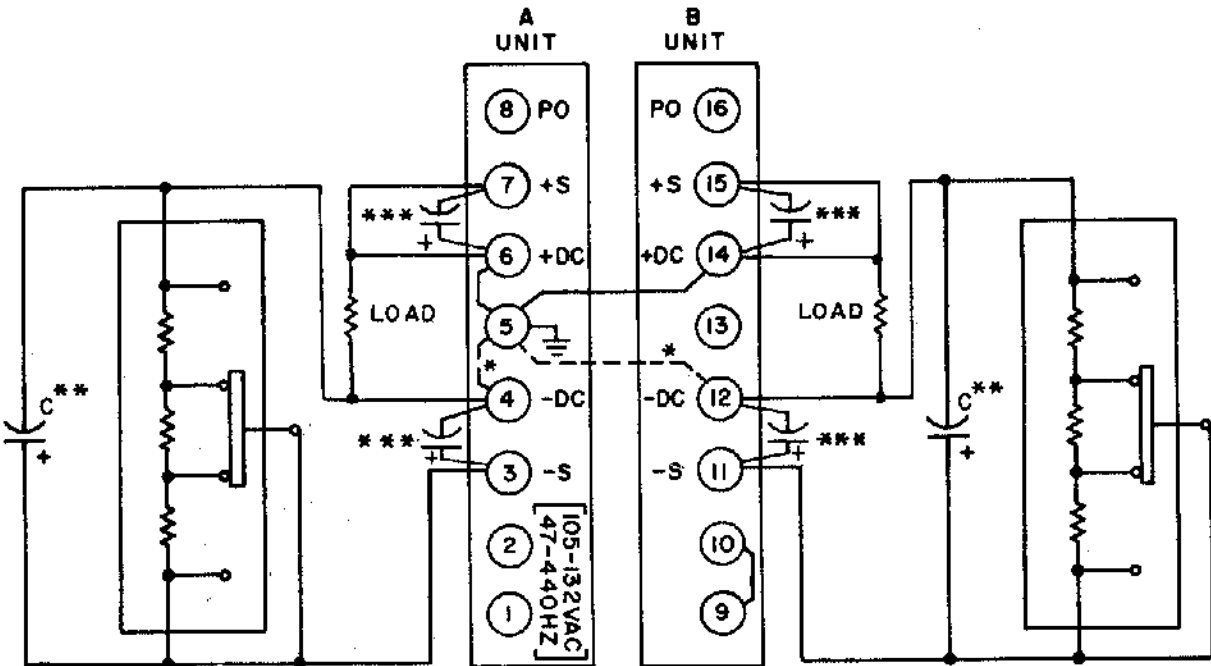 A
UNIT
B
UNIT
8 PO
7 +S
6 +DC
5
4 -DC
3 -S
2
1
105-132VAC
47-440HZ
PO 16
+S 15
+DC 14
13
-DC 12
-S 11
10
9
***
+
LOAD
*
***
+
C**
+
***
+
LOAD
*
***
+
C**
+